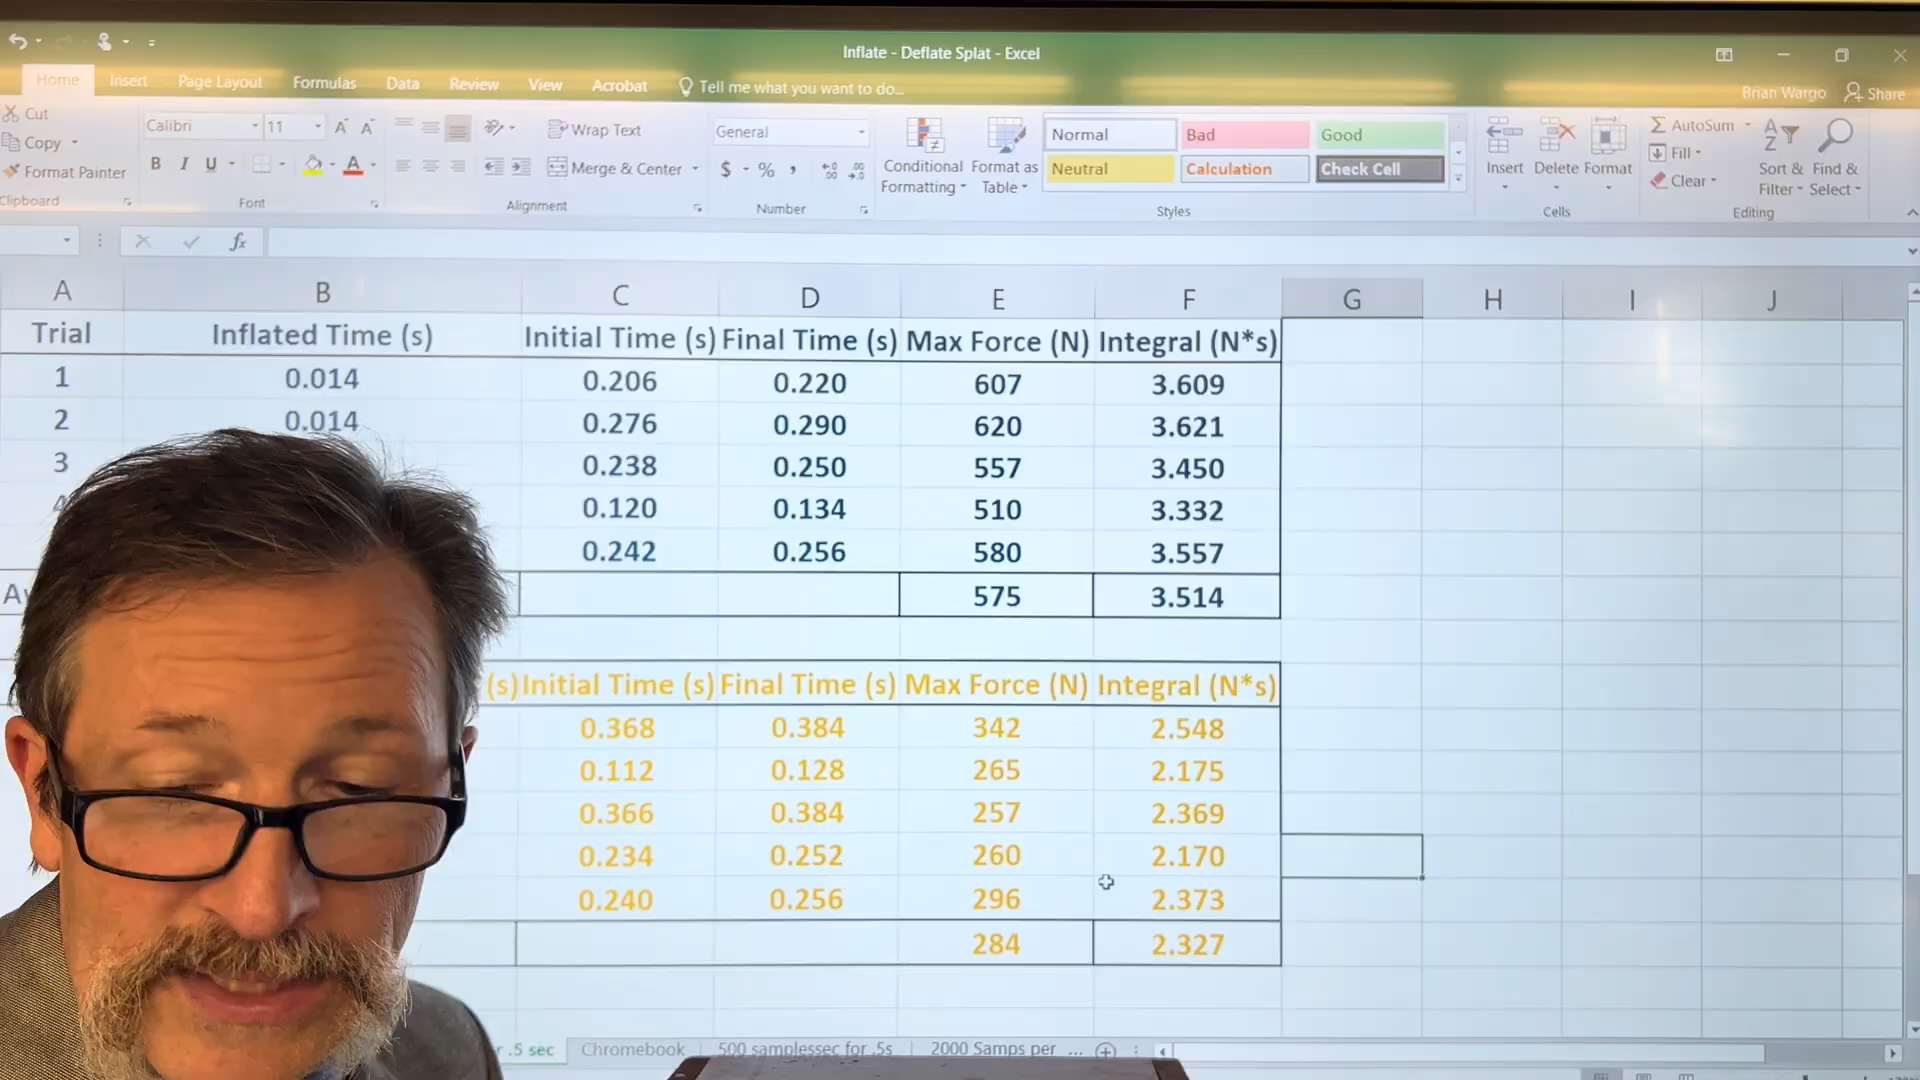 Inflate - Deflate Splat - Excel
Home Insert Page Layout Formulas Data Review View Acrobat Tell me what you want to do... Brian Wargo Share
Cut
Copy
Format Painter
Clipboard
Calibri 11
B I U
Font
Wrap Text
Merge & Center
Alignment
General
$ % ,
Number
Conditional Formatting
Format as Table
Normal Bad Good
Neutral Calculation Check Cell
Styles
Insert Delete Format
Cells
AutoSum
Fill
Clear
Sort & Filter
Find & Select
Editing
fx
A B C D E F G H I J
Trial Inflated Time (s) Initial Time (s) Final Time (s) Max Force (N) Integral (N*s)
1 0.014 0.206 0.220 607 3.609
2 0.014 0.276 0.290 620 3.621
3 0.238 0.250 557 3.450
4 0.120 0.134 510 3.332
0.242 0.256 580 3.557
575 3.514
(s) Initial Time (s) Final Time (s) Max Force (N) Integral (N*s)
0.368 0.384 342 2.548
0.112 0.128 265 2.175
0.366 0.384 257 2.369
0.234 0.252 260 2.170
0.240 0.256 296 2.373
284 2.327
r .5 sec Chromebook 500 samplessec for .5s 2000 Samps per ...